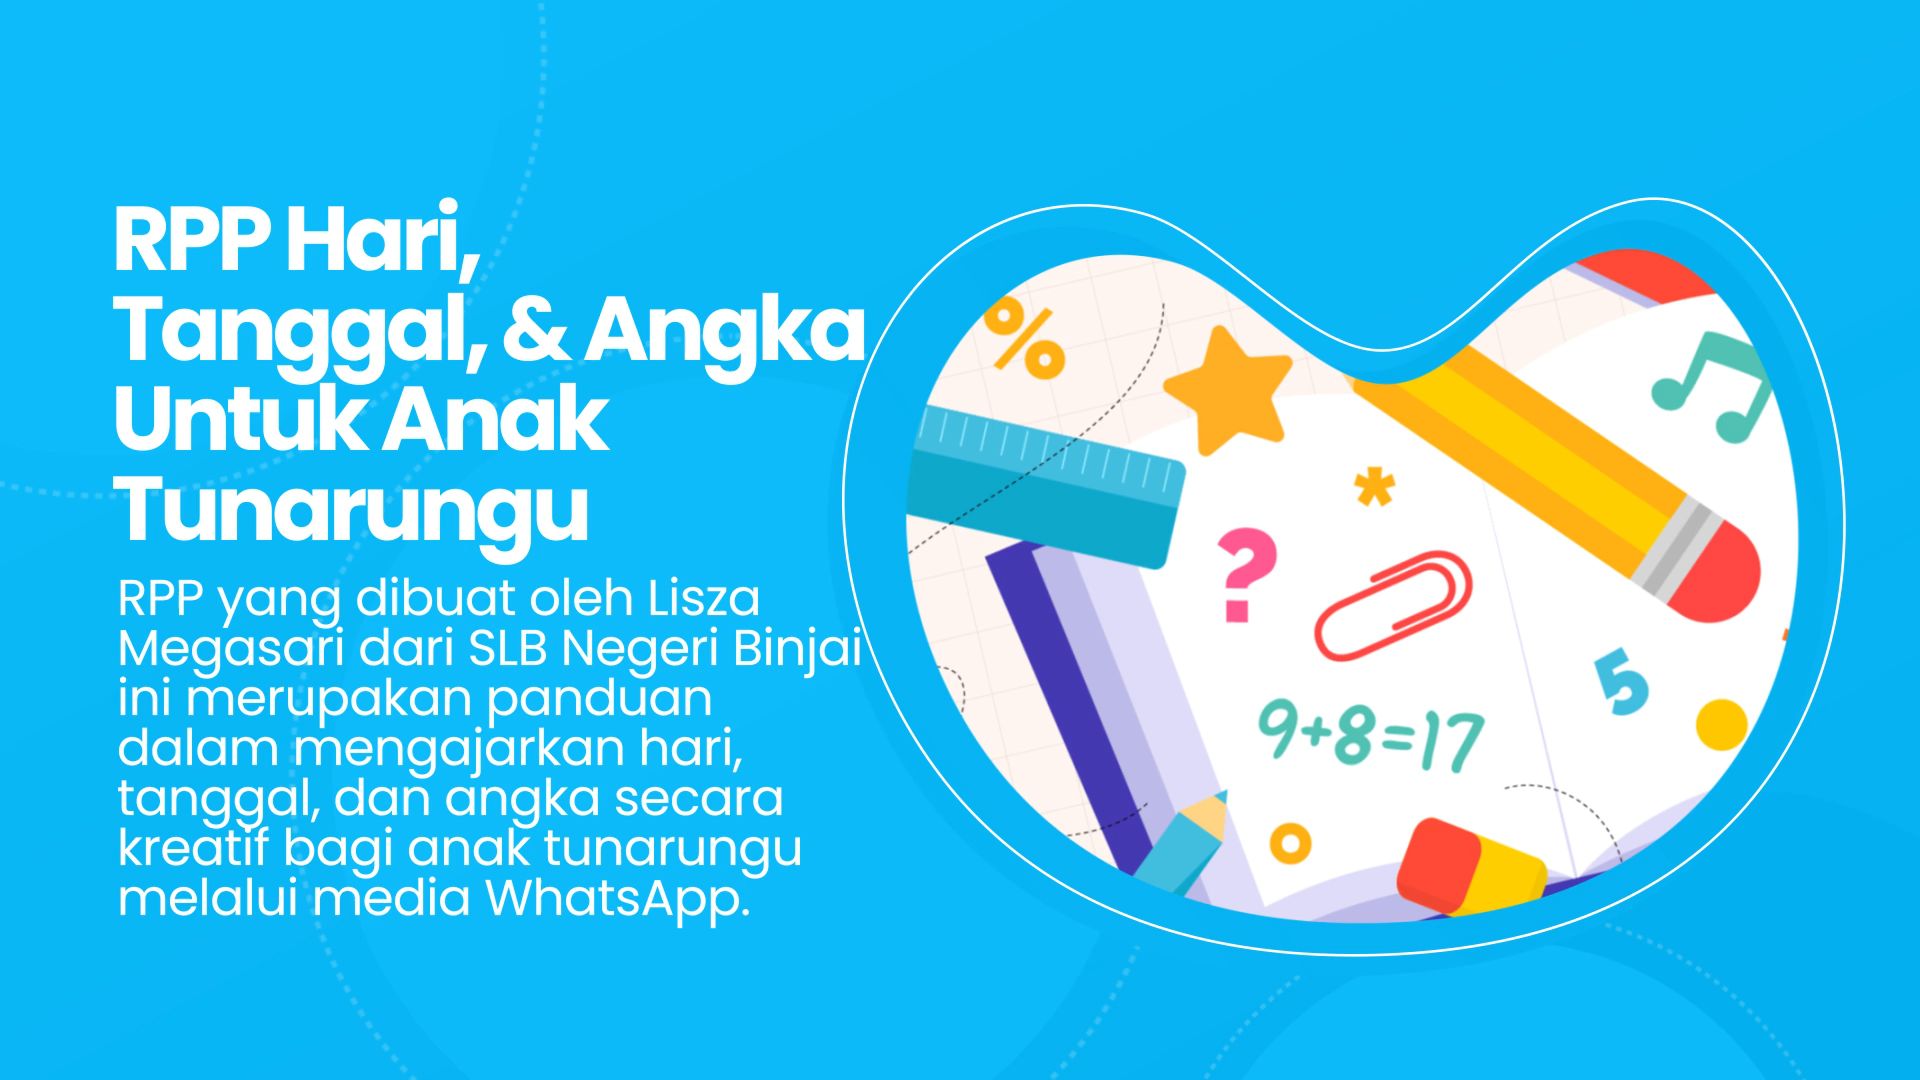 RPP Hari,
Tanggal, & Angka
Untuk Anak
Tunarungu
RPP yang dibuat oleh Lisza
Megasari dari SLB Negeri Binjai
ini merupakan panduan
dalam mengajarkan hari,
tanggal, dan angka secara
kreatif bagi anak tunarungu
melalui media WhatsApp.
%
*
?
5
9+8=17